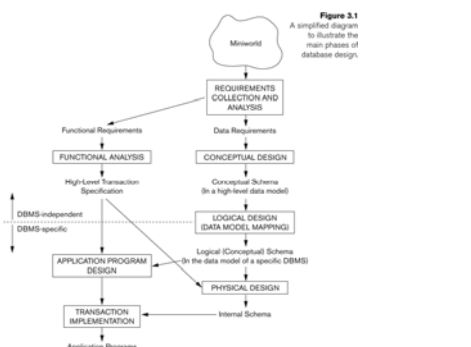 Figure 3.1
A simplified diagram
to illustrate the
main phases of
database design.
Miniworld
REQUIREMENTS
COLLECTION AND
ANALYSIS
Functional Requirements
Data Requirements
FUNCTIONAL ANALYSIS
CONCEPTUAL DESIGN
High-Level Transaction
Specification
Conceptual Schema
(In a high-level data model)
DBMS-independent
DBMS-specific
LOGICAL DESIGN
(DATA MODEL MAPPING)
Logical (Conceptual) Schema
(In the data model of a specific DBMS)
APPLICATION PROGRAM
DESIGN
PHYSICAL DESIGN
TRANSACTION
IMPLEMENTATION
Internal Schema
Application Programs